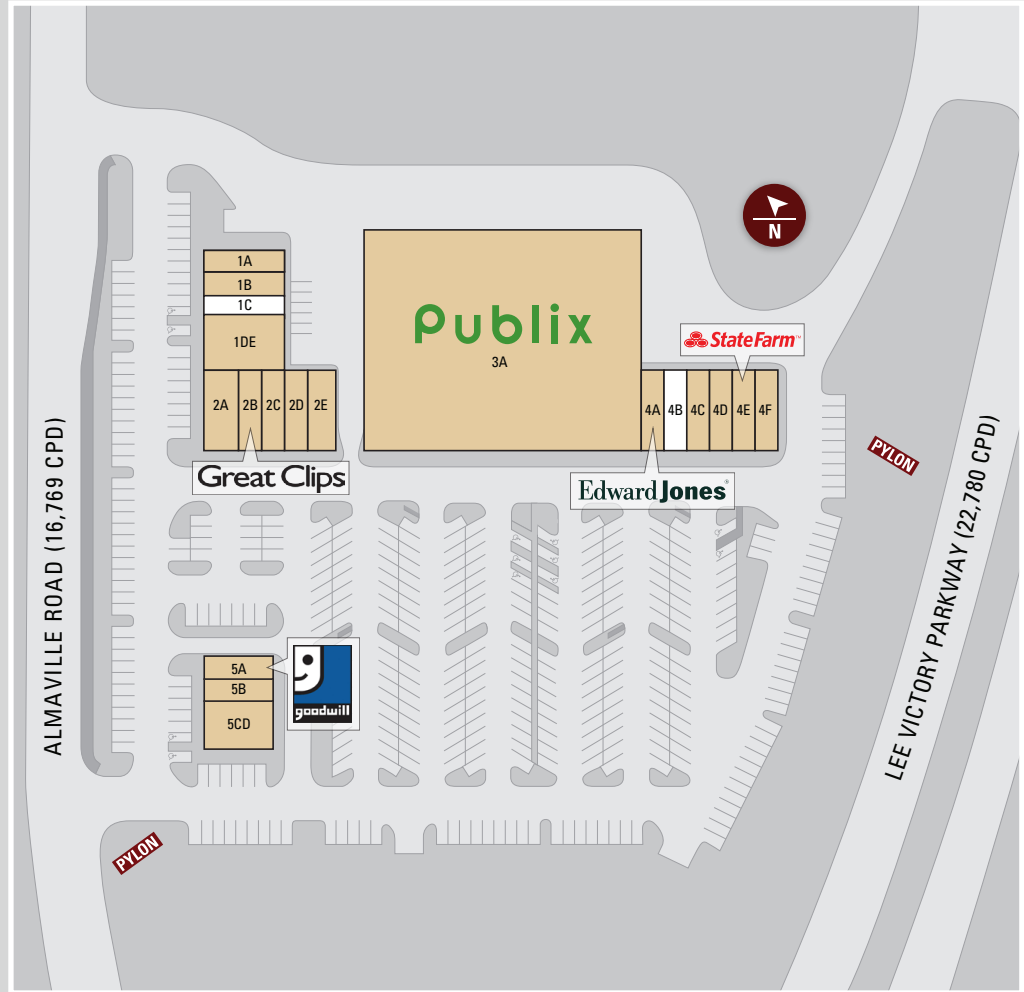 N
1A
1B
1C
1DE
2A 2B 2C 2D 2E
Great Clips
Publix
3A
StateFarm™
4A 4B 4C 4D 4E 4F
Edward Jones®
PYLON
ALMAVILLE ROAD (16,769 CPD)
LEE VICTORY PARKWAY (22,780 CPD)
5A
5B
5CD
goodwill
PYLON